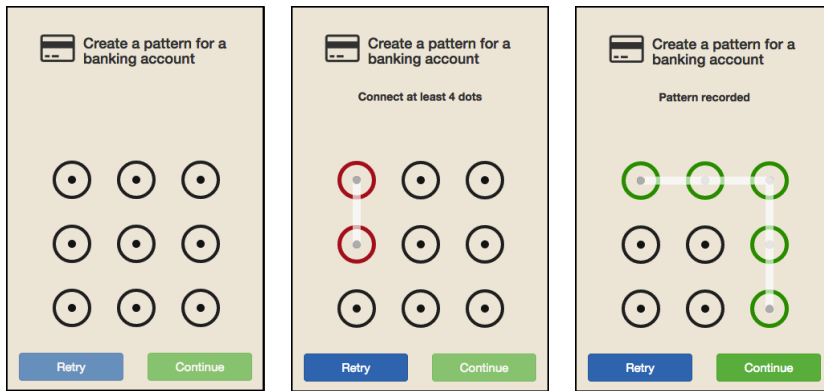 Create a pattern for a
banking account
Retry
Continue
Create a pattern for a
banking account
Connect at least 4 dots
Retry
Continue
Create a pattern for a
banking account
Pattern recorded
Retry
Continue